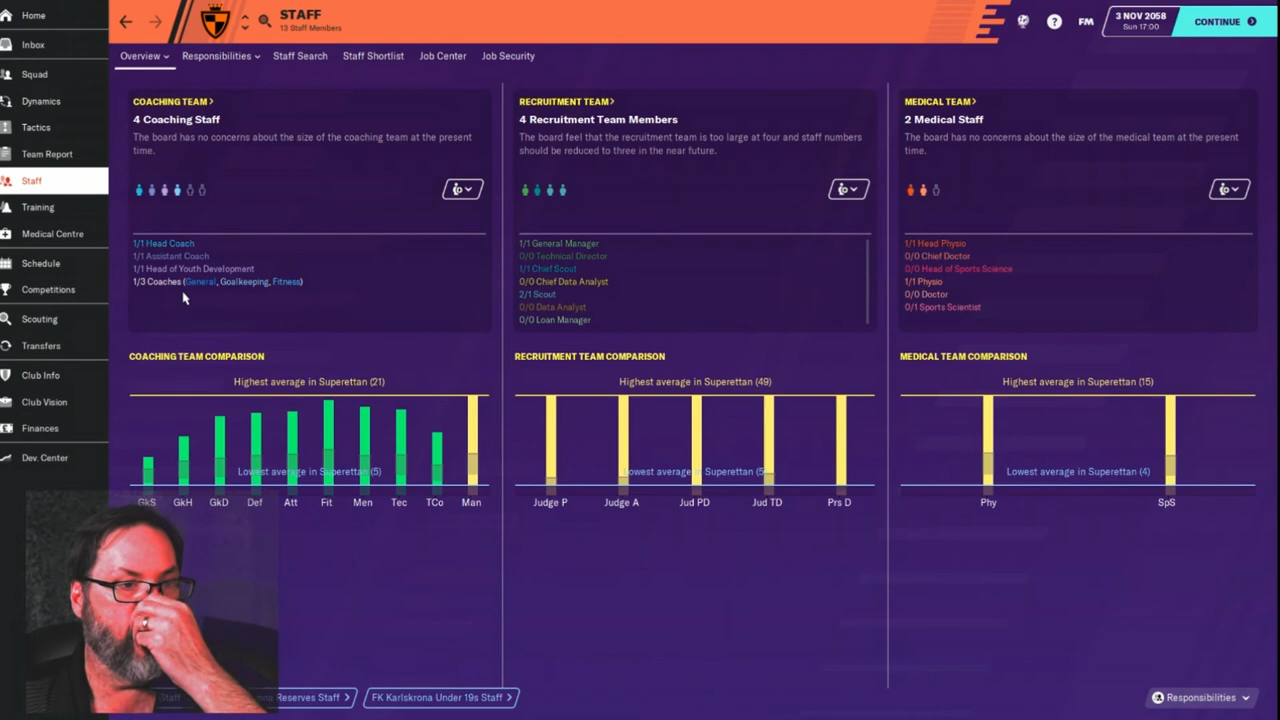 Home
Inbox
Squad
Dynamics
Tactics
Team Report
Staff
Training
Medical Centre
Schedule
Competitions
Scouting
Transfers
Club Info
Club Vision
Finances
Dev. Center
STAFF
13 Staff Members
FM
3 NOV 2058
Sun 17:00
CONTINUE
Overview
Responsibilities
Staff Search
Staff Shortlist
Job Center
Job Security
COACHING TEAM
4 Coaching Staff
The board has no concerns about the size of the coaching team at the present
time.
1/1 Head Coach
1/1 Assistant Coach
1/1 Head of Youth Development
1/3 Coaches (General, Goalkeeping, Fitness)
RECRUITMENT TEAM
4 Recruitment Team Members
The board feel that the recruitment team is too large at four and staff numbers
should be reduced to three in the near future.
1/1 General Manager
0/0 Technical Director
1/1 Chief Scout
0/0 Chief Data Analyst
2/1 Scout
0/0 Data Analyst
0/0 Loan Manager
MEDICAL TEAM
2 Medical Staff
The board has no concerns about the size of the medical team at the present
time.
1/1 Head Physio
0/0 Chief Doctor
0/0 Head of Sports Science
1/1 Physio
0/0 Doctor
0/1 Sports Scientist
COACHING TEAM COMPARISON
Highest average in Superettan (21)
Lowest average in Superettan (5)
GkS GkH GkD Def Att Fit Men Tec TCo Man
RECRUITMENT TEAM COMPARISON
Highest average in Superettan (49)
Lowest average in Superettan (5
Judge P Judge A Jud PD Jud TD Prs D
MEDICAL TEAM COMPARISON
Highest average in Superettan (15)
Lowest average in Superettan (4)
Phy SpS
Staff
Reserves Staff
FK Karlskrona Under 19s Staff
Responsibilities